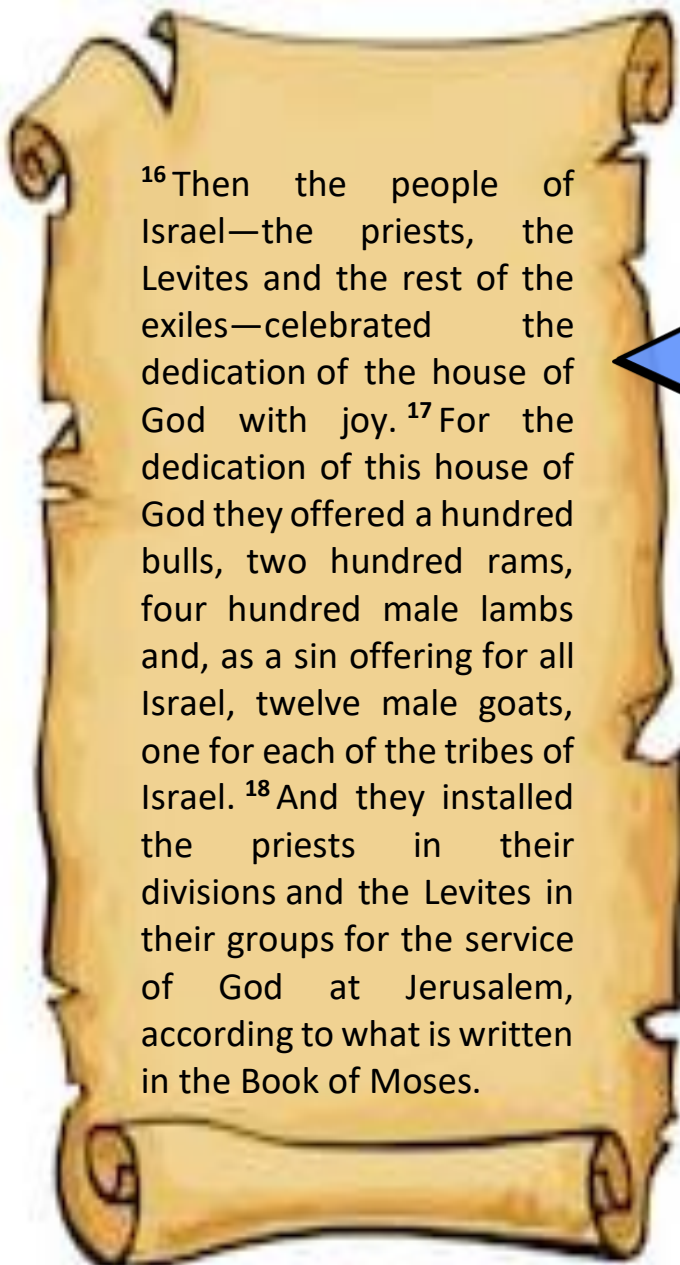 16 Then the people of
Israel—the priests, the
Levites and the rest of the
exiles—celebrated the
dedication of the house of
God with joy. 17 For the
dedication of this house of
God they offered a hundred
bulls, two hundred rams,
four hundred male lambs
and, as a sin offering for all
Israel, twelve male goats,
one for each of the tribes of
Israel. 18 And they installed
the priests in their
divisions and the Levites in
their groups for the service
of God at Jerusalem,
according to what is written
in the Book of Moses.